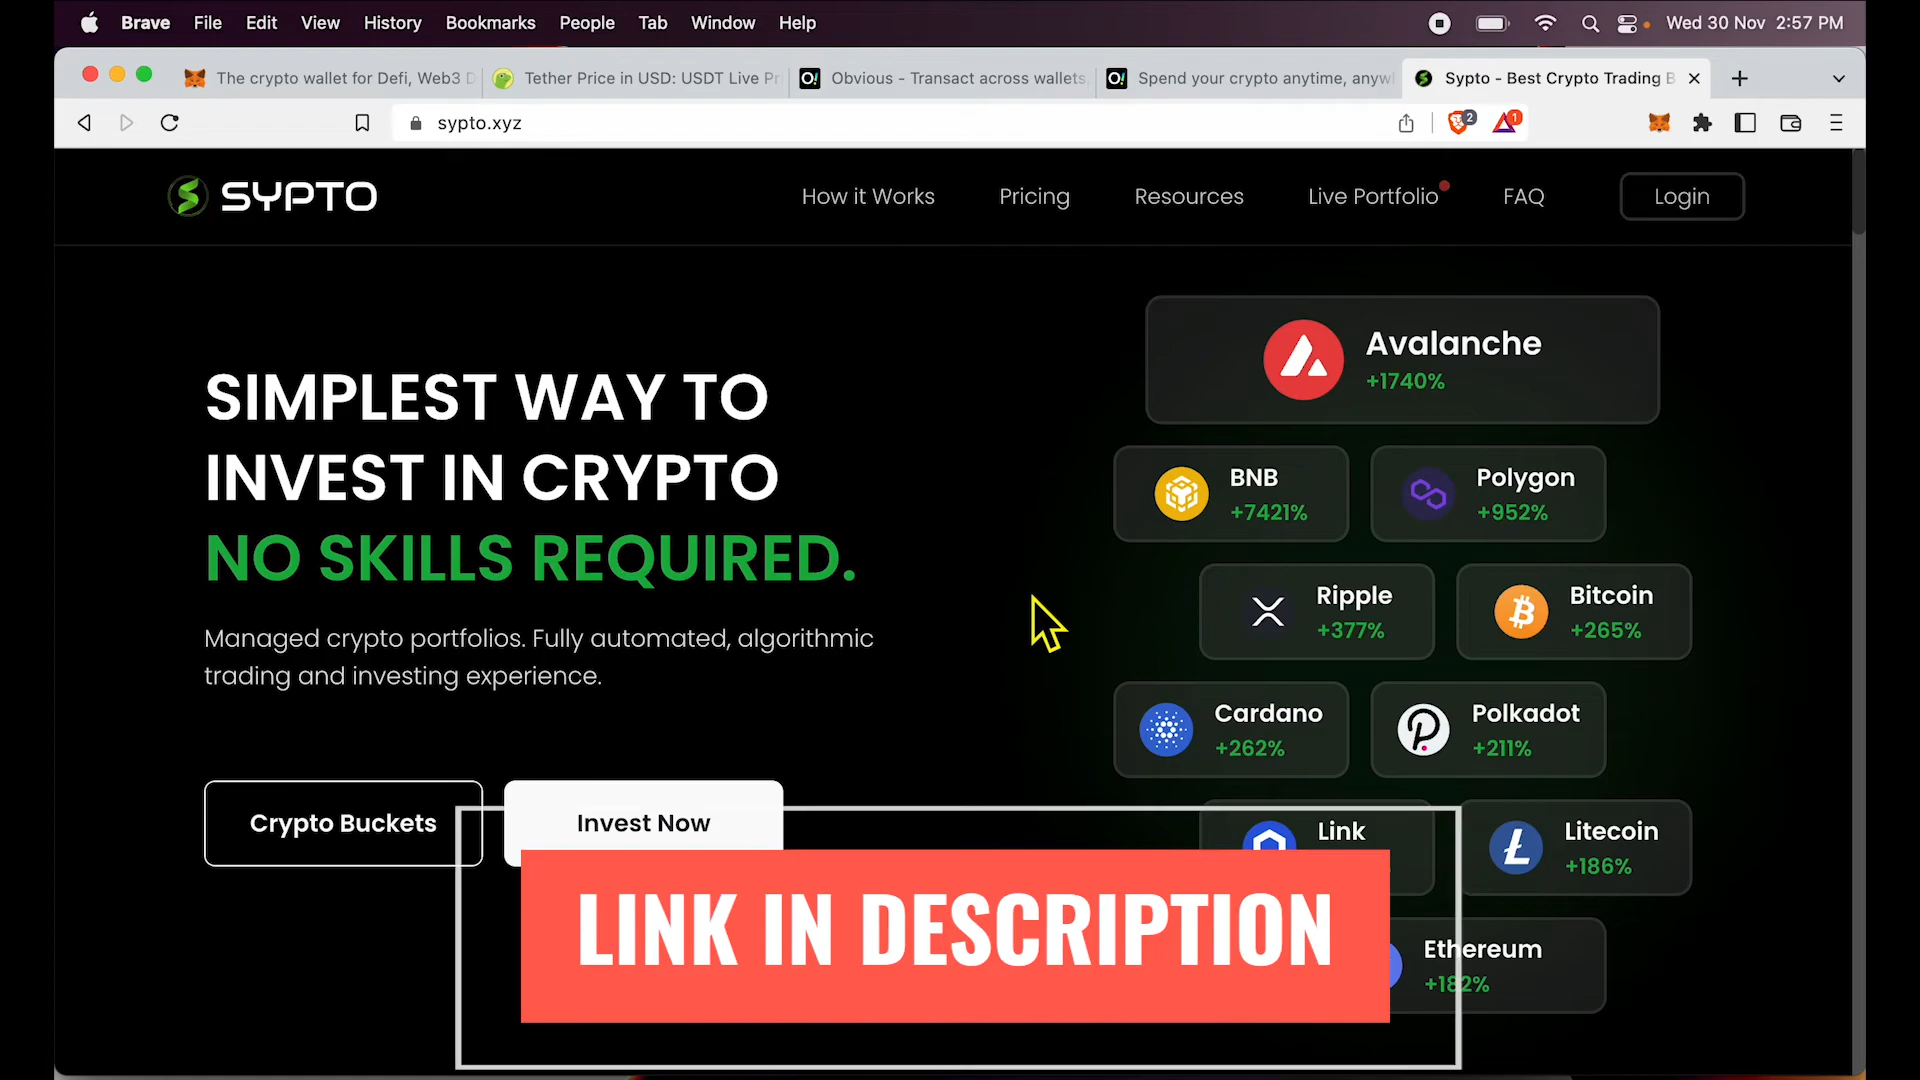 Brave File Edit View History Bookmarks People Tab Window Help Wed 30 Nov 2:57 PM
The crypto wallet for Defi, Web3 D
Tether Price in USD: USDT Live Pr
Obvious - Transact across wallets,
Spend your crypto anytime, anywh
Sypto - Best Crypto Trading B
sypto.xyz
2
1
SYPTO
How it Works Pricing Resources Live Portfolio FAQ Login
SIMPLEST WAY TO
INVEST IN CRYPTO
NO SKILLS REQUIRED.
Managed crypto portfolios. Fully automated, algorithmic
trading and investing experience.
Crypto Buckets
Invest Now
Avalanche
+1740%
BNB
+7421%
Polygon
+952%
Ripple
+377%
Bitcoin
+265%
Cardano
+262%
Polkadot
+211%
Link
Litecoin
+186%
Ethereum
+182%
LINK IN DESCRIPTION